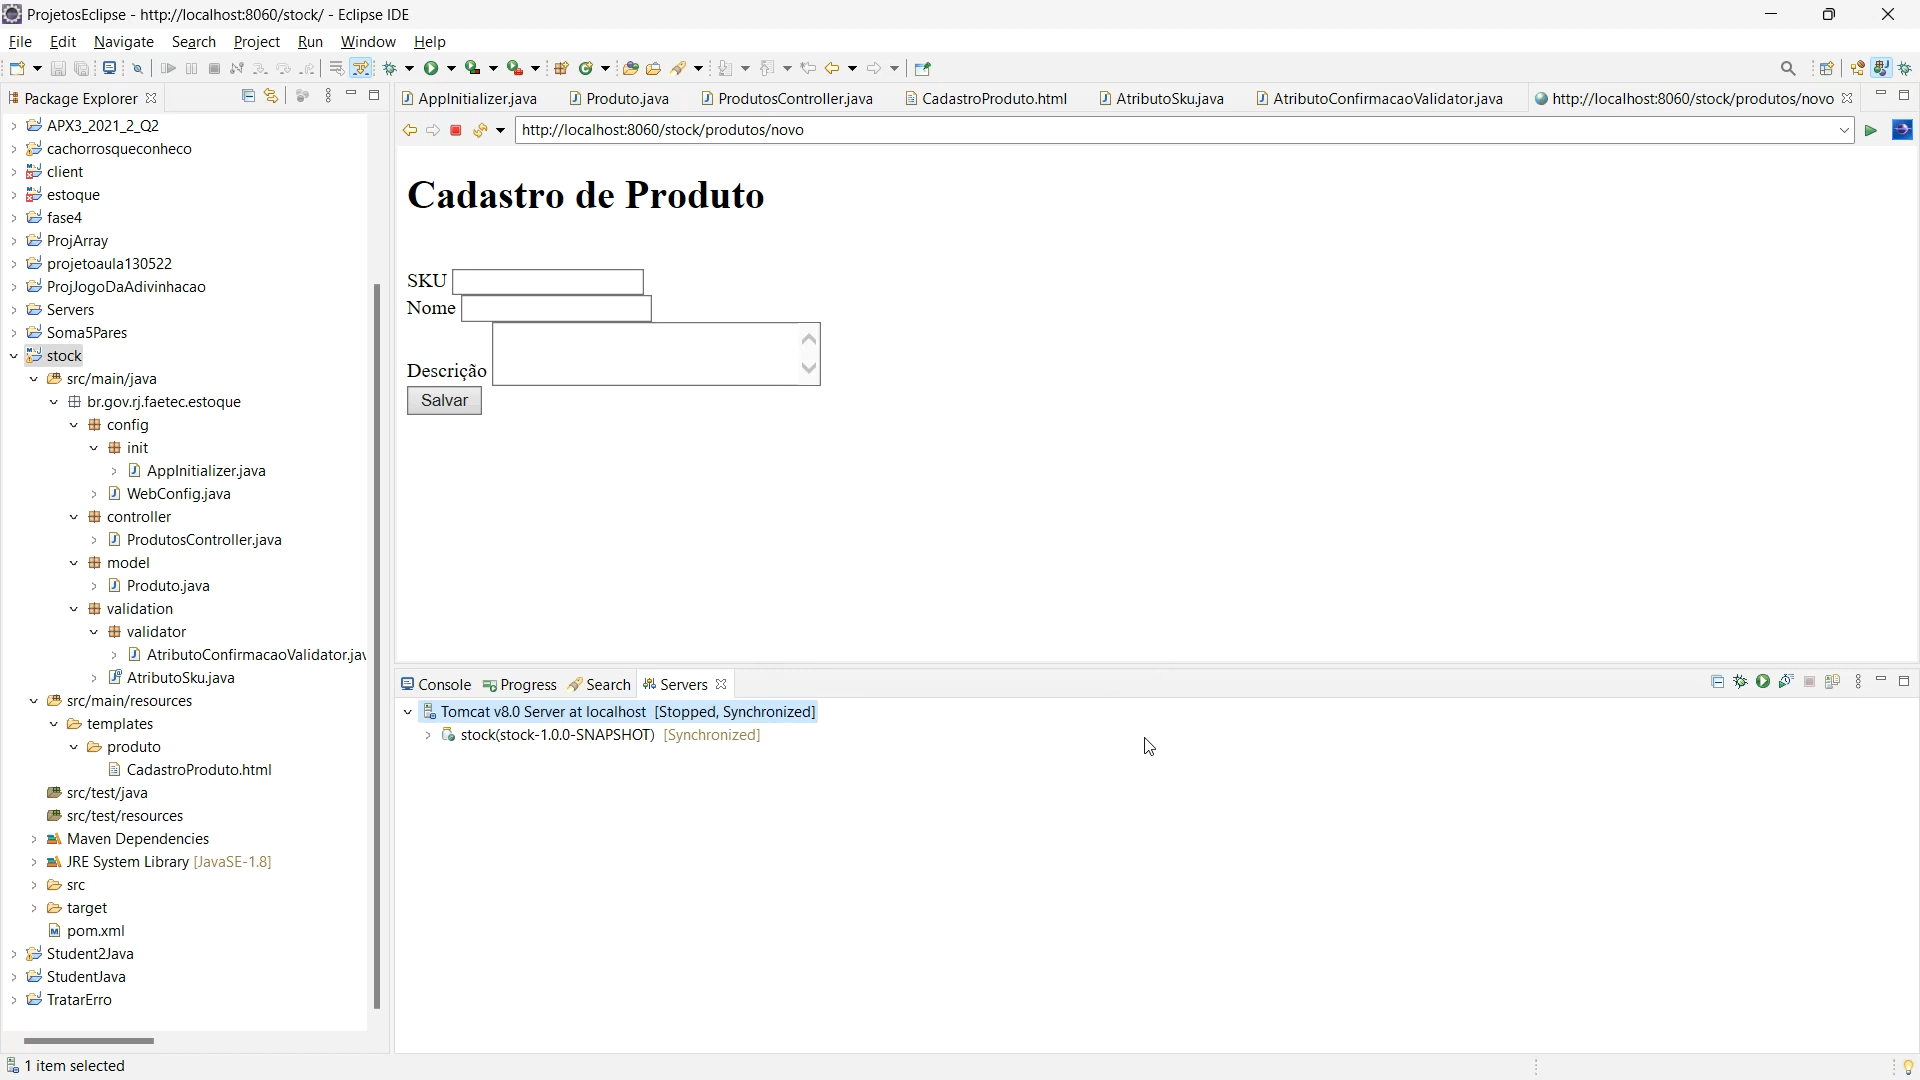 ProjetosEclipse - http://localhost:8060/stock/ - Eclipse IDE
File Edit Navigate Search Project Run Window Help
Package Explorer
APX3_2021_2_Q2
cachorrosqueconheco
client
estoque
fase4
ProjArray
projetoaula130522
ProjJogoDaAdivinhacao
Servers
Soma5Pares
stock
src/main/java
br.gov.rj.faetec.estoque
config
init
AppInitializer.java
WebConfig.java
controller
ProdutosController.java
model
Produto.java
validation
validator
AtributoConfirmacaoValidator.jav
AtributoSku.java
src/main/resources
templates
produto
CadastroProduto.html
src/test/java
src/test/resources
Maven Dependencies
JRE System Library [JavaSE-1.8]
src
target
pom.xml
Student2Java
StudentJava
TratarErro
AppInitializer.java Produto.java ProdutosController.java CadastroProduto.html AtributoSku.java AtributoConfirmacaoValidator.java http://localhost:8060/stock/produtos/novo
http://localhost:8060/stock/produtos/novo
Cadastro de Produto
SKU
Nome
Descrição
Salvar
Console Progress Search Servers
Tomcat v8.0 Server at localhost [Stopped, Synchronized]
stock(stock-1.0.0-SNAPSHOT) [Synchronized]
1 item selected